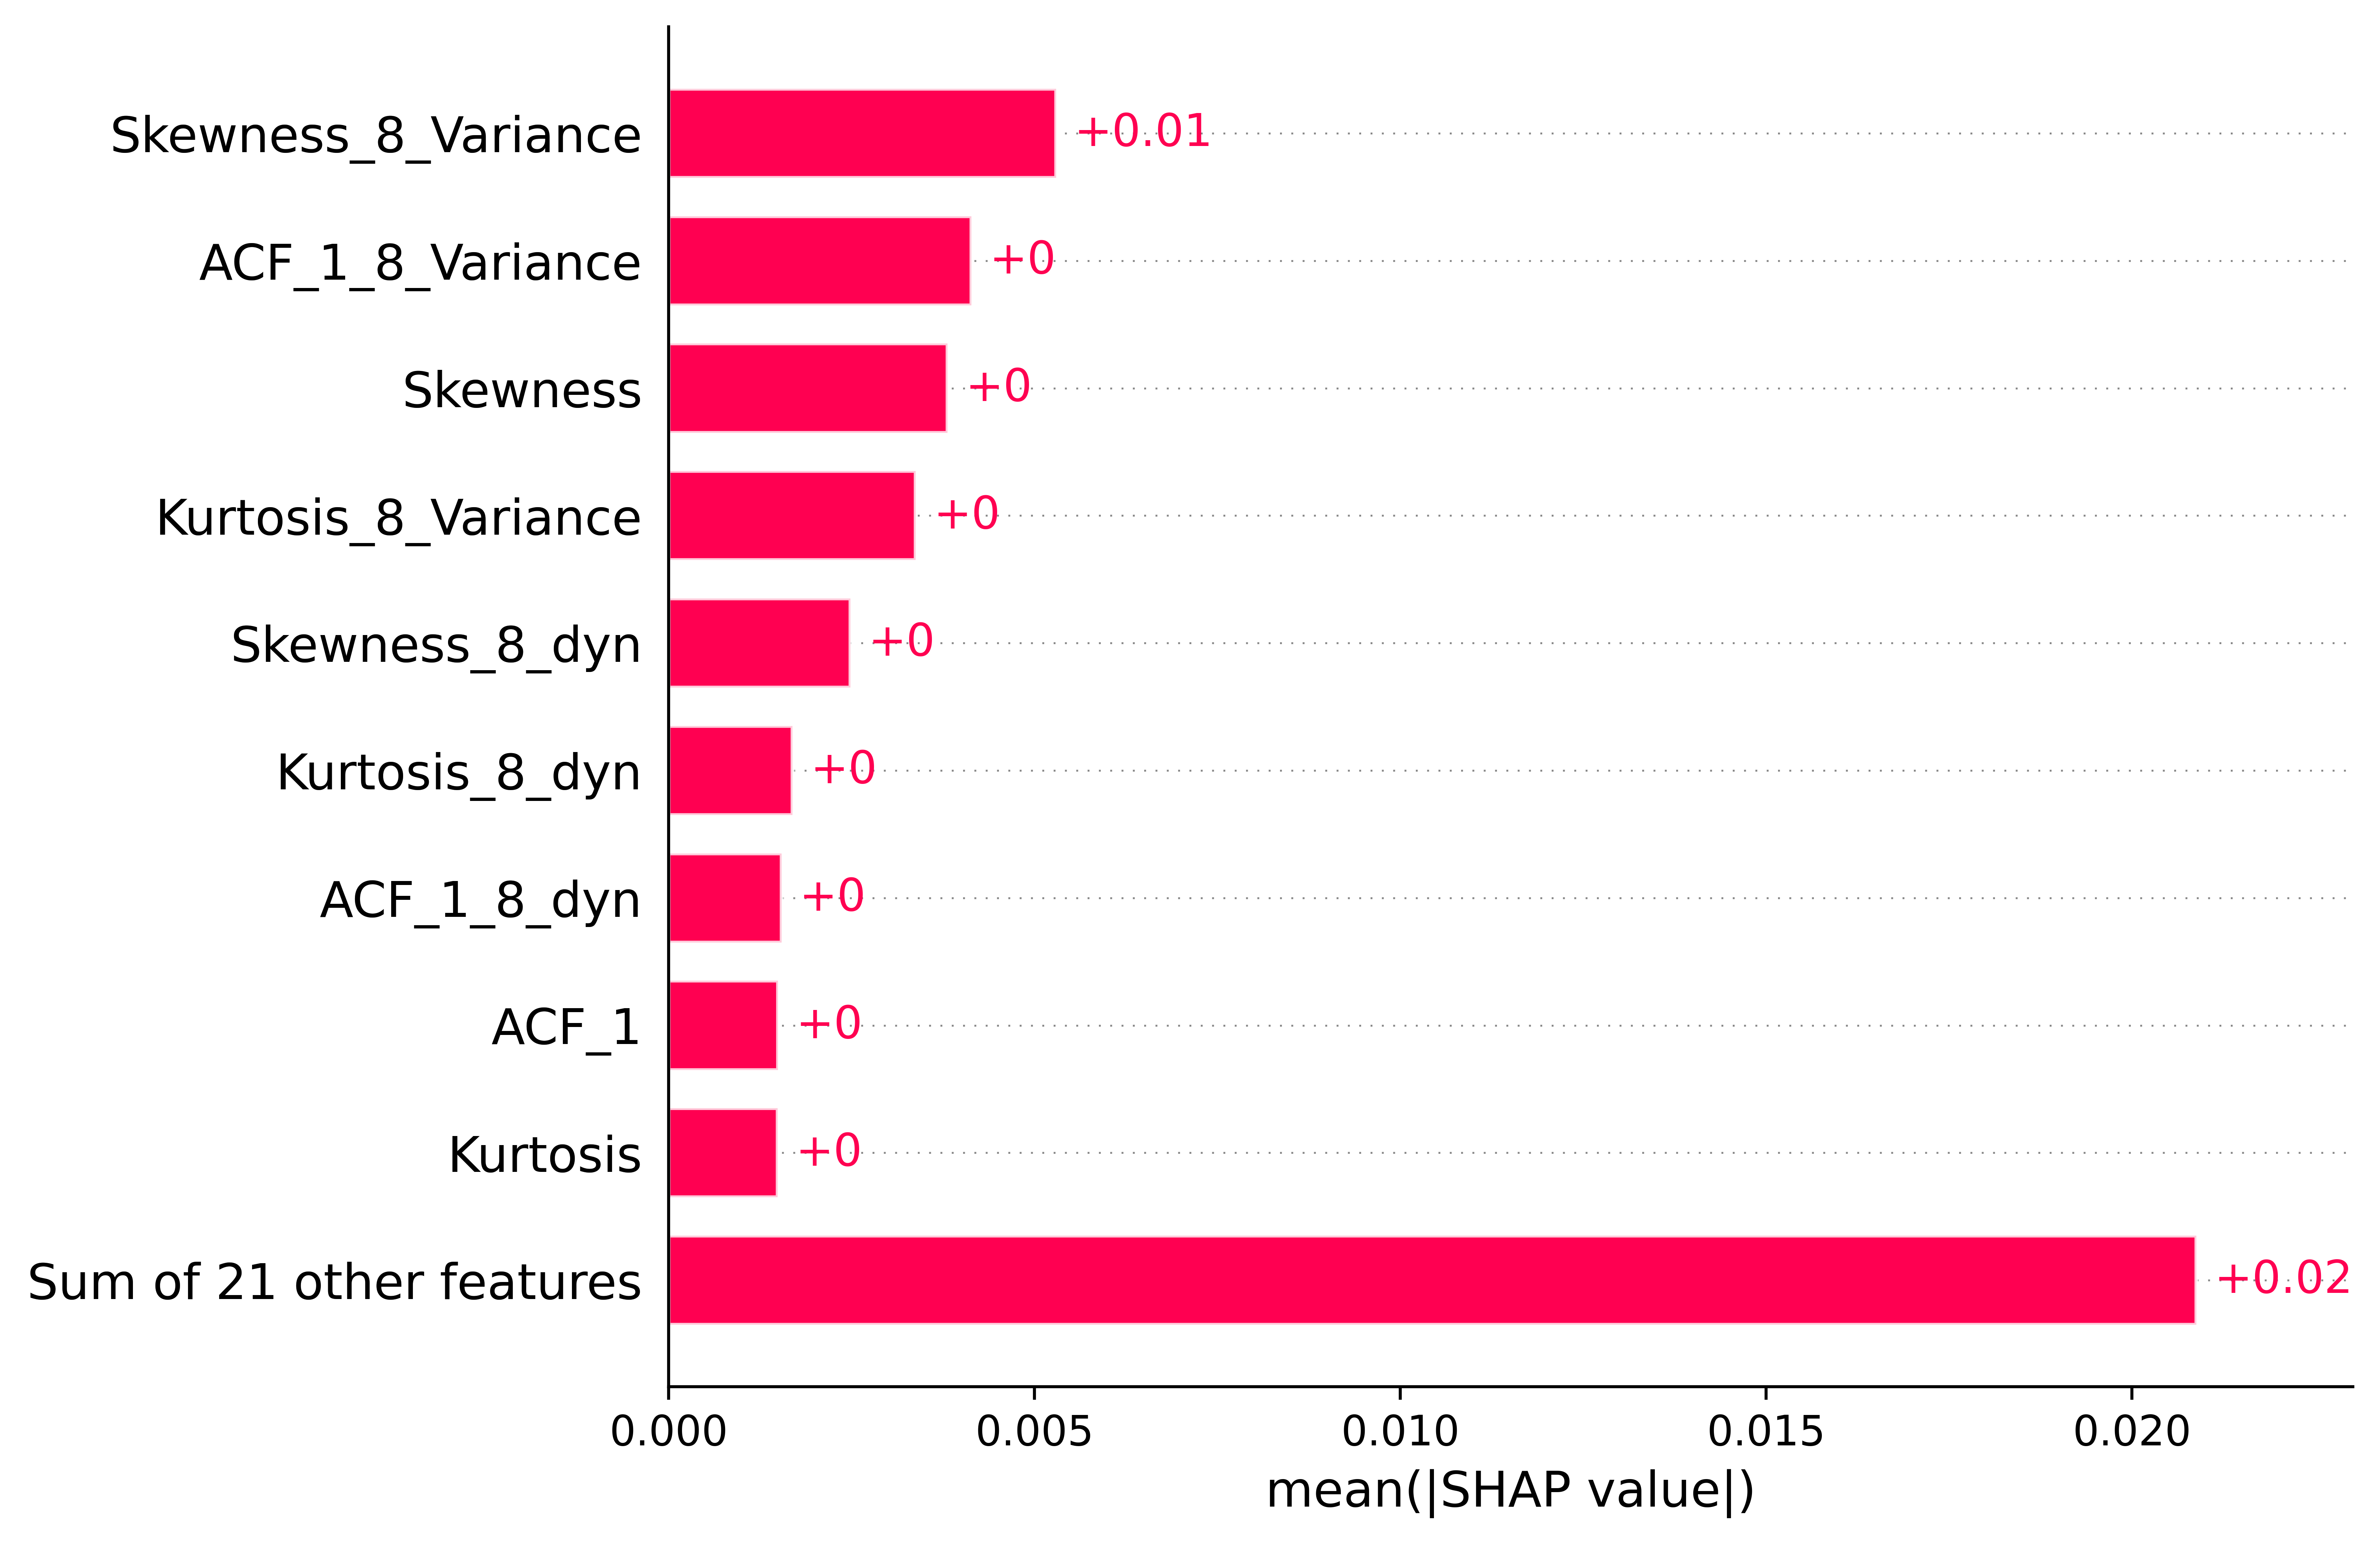 Skewness_8_Variance +0.01
ACF_1_8_Variance +0
Skewness +0
Kurtosis_8_Variance +0
Skewness_8_dyn +0
Kurtosis_8_dyn +0
ACF_1_8_dyn +0
ACF_1 +0
Kurtosis +0
Sum of 21 other features +0.02
0.000 0.005 0.010 0.015 0.020
mean(|SHAP value|)